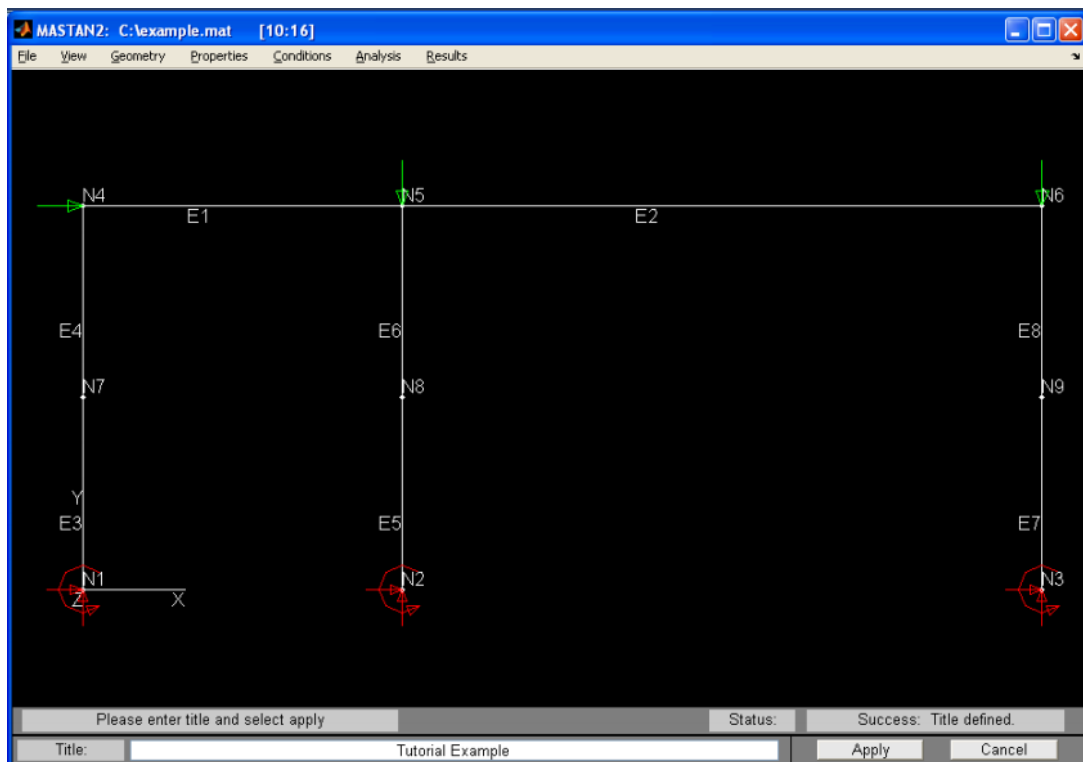 MASTAN2: C:\example.mat [10:16]
File View Geometry Properties Conditions Analysis Results
N4 N5 N6
E1 E2
E4 E6 E8
N7 N8 N9
Y
E3 E5 E7
N1 N2 N3
Z X
Please enter title and select apply Status: Success: Title defined.
Title: Tutorial Example Apply Cancel